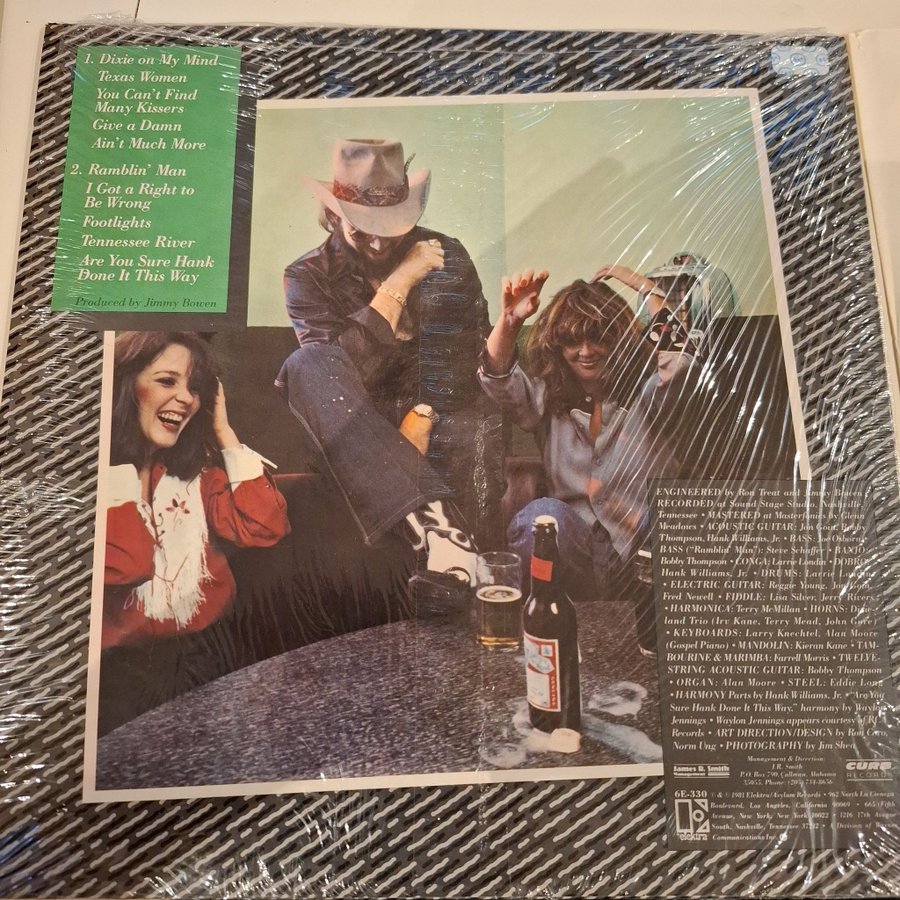 1. Dixie on My Mind
Texas Women
You Can't Find
Many Kissers
Give a Damn
Ain't Much More
2. Ramblin' Man
I Got a Right to
Be Wrong
Footlights
Tennessee River
Are You Sure Hank
Done It This Way
Produced by Jimmy Bowen
ENGINEERED by Ron Treat and Jimmy Bowen •
RECORDED at Sound Stage Studio, Nashville,
Tennessee • MASTERED at Masterfonics by Glenn
Meadows • ACOUSTIC GUITAR: Jon Goin, Bobby
Thompson, Hank Williams, Jr. • BASS: Joe Osborn •
BASS ("Ramblin' Man"): Steve Schaffer • BANJO:
Bobby Thompson • CONGA: Larrie Londin • DOBRO:
Hank Williams, Jr. • DRUMS: Larrie Londin
• ELECTRIC GUITAR: Reggie Young, Jon Goin,
Fred Newell • FIDDLE: Lisa Silver, Jerry Rivers
• HARMONICA: Terry McMillan • HORNS: Dixie-
land Trio (Irv Kane, Terry Mead, John Gore)
• KEYBOARDS: Larry Knechtel, Alan Moore
(Gospel Piano) • MANDOLIN: Kieran Kane • TAM-
BOURINE & MARIMBA: Farrell Morris • TWELVE-
STRING ACOUSTIC GUITAR: Bobby Thompson
• ORGAN: Alan Moore • STEEL: Eddie Long
• HARMONY Parts by Hank Williams, Jr. • "Are You
Sure Hank Done It This Way," harmony by Waylon
Jennings • Waylon Jennings appears courtesy of
Records • ART DIRECTION/DESIGN by Ron Coro,
Norm Ung • PHOTOGRAPHY by Jim Shea
Management & Direction:
J.R. Smith
P.O. Box 790, Cullman, Alabama
35055, Phone: (205) 734-8656
James R. Smith
Management
CURB
RECORDS
6E-330 ℗ & © 1981 Elektra/Asylum Records • 962 North La Cienega
Boulevard, Los Angeles, California 90069 • 665 Fifth
Avenue, New York, New York 10022 • 1216 17th Avenue
South, Nashville, Tennessee 37212 • A Division of Warner
Communications Inc.
elektra